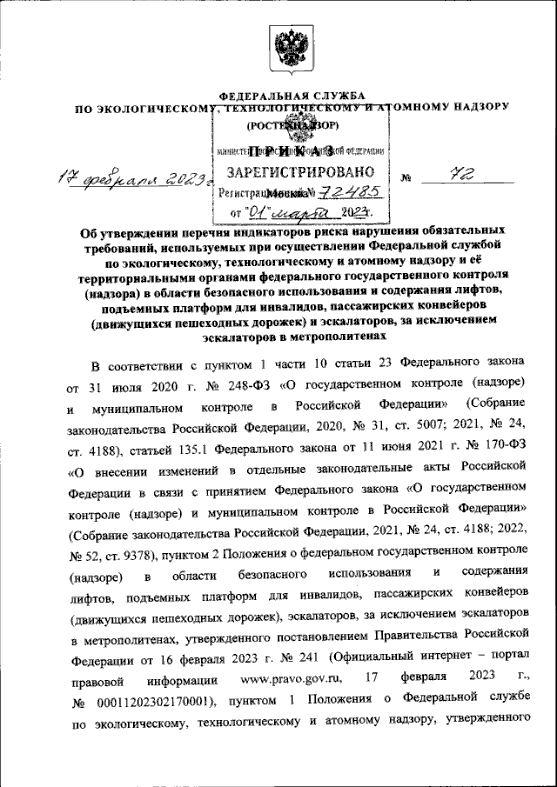 ФЕДЕРАЛЬНАЯ СЛУЖБА
ПО ЭКОЛОГИЧЕСКОМУ, ТЕХНОЛОГИЧЕСКОМУ И АТОМНОМУ НАДЗОРУ
(РОСТЕХНАДЗОР)
ПРИКАЗ
МИНИСТЕРСТВО ЮСТИЦИИ РОССИЙСКОЙ ФЕДЕРАЦИИ
ЗАРЕГИСТРИРОВАНО
17 февраля 2023 г.
№ 72
Москва
Регистрационный № 72485
от "01" марта 2023г.
Об утверждении перечня индикаторов риска нарушения обязательных
требований, используемых при осуществлении Федеральной службой
по экологическому, технологическому и атомному надзору и её
территориальными органами федерального государственного контроля
(надзора) в области безопасного использования и содержания лифтов,
подъемных платформ для инвалидов, пассажирских конвейеров
(движущихся пешеходных дорожек) и эскалаторов, за исключением
эскалаторов в метрополитенах
В соответствии с пунктом 1 части 10 статьи 23 Федерального закона
от 31 июля 2020 г. № 248-ФЗ «О государственном контроле (надзоре)
и муниципальном контроле в Российской Федерации» (Собрание
законодательства Российской Федерации, 2020, № 31, ст. 5007; 2021, № 24,
ст. 4188), статьей 135.1 Федерального закона от 11 июня 2021 г. № 170-ФЗ
«О внесении изменений в отдельные законодательные акты Российской
Федерации в связи с принятием Федерального закона «О государственном
контроле (надзоре) и муниципальном контроле в Российской Федерации»
(Собрание законодательства Российской Федерации, 2021, № 24, ст. 4188; 2022,
№ 52, ст. 9378), пунктом 2 Положения о федеральном государственном контроле
(надзоре) в области безопасного использования и содержания
лифтов, подъемных платформ для инвалидов, пассажирских конвейеров
(движущихся пешеходных дорожек), эскалаторов, за исключением эскалаторов
в метрополитенах, утвержденного постановлением Правительства Российской
Федерации от 16 февраля 2023 г. № 241 (Официальный интернет – портал
правовой информации www.pravo.gov.ru, 17 февраля 2023 г.,
№ 00011202302170001), пунктом 1 Положения о Федеральной службе
по экологическому, технологическому и атомному надзору, утвержденного